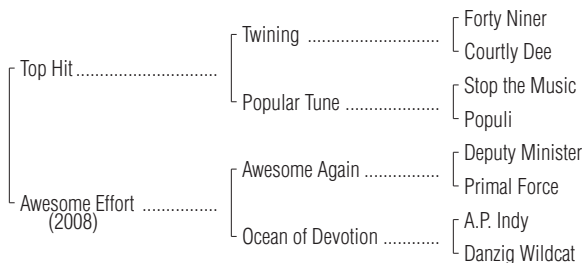 Forty Niner
Twining ........................
Courtly Dee
Top Hit ..........................
Stop the Music
Popular Tune .................
Populi
Deputy Minister
Awesome Again ..............
Primal Force
Awesome Effort ..............
(2008)
A.P. Indy
Ocean of Devotion ...........
Danzig Wildcat